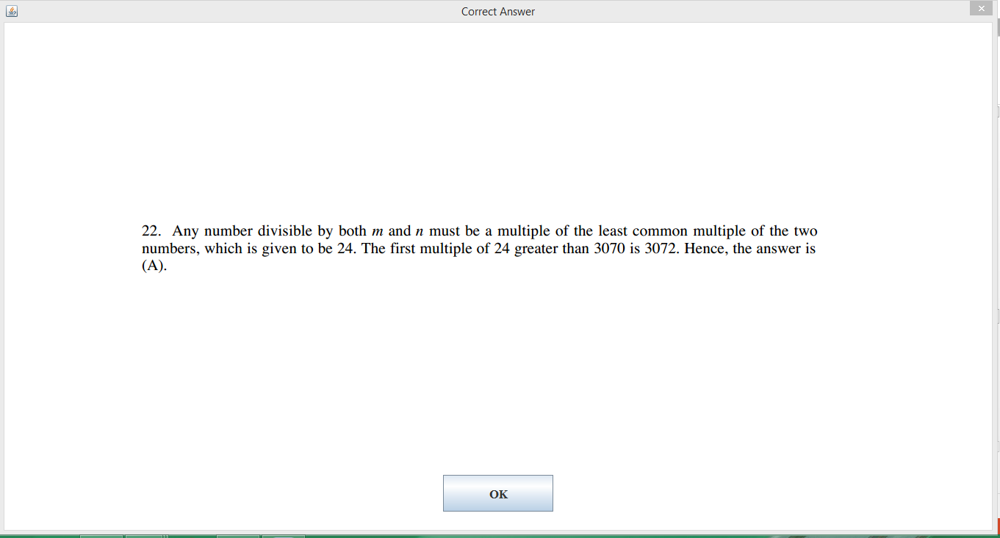 Correct Answer
22. Any number divisible by both m and n must be a multiple of the least common multiple of the two
numbers, which is given to be 24. The first multiple of 24 greater than 3070 is 3072. Hence, the answer is
(A).
OK